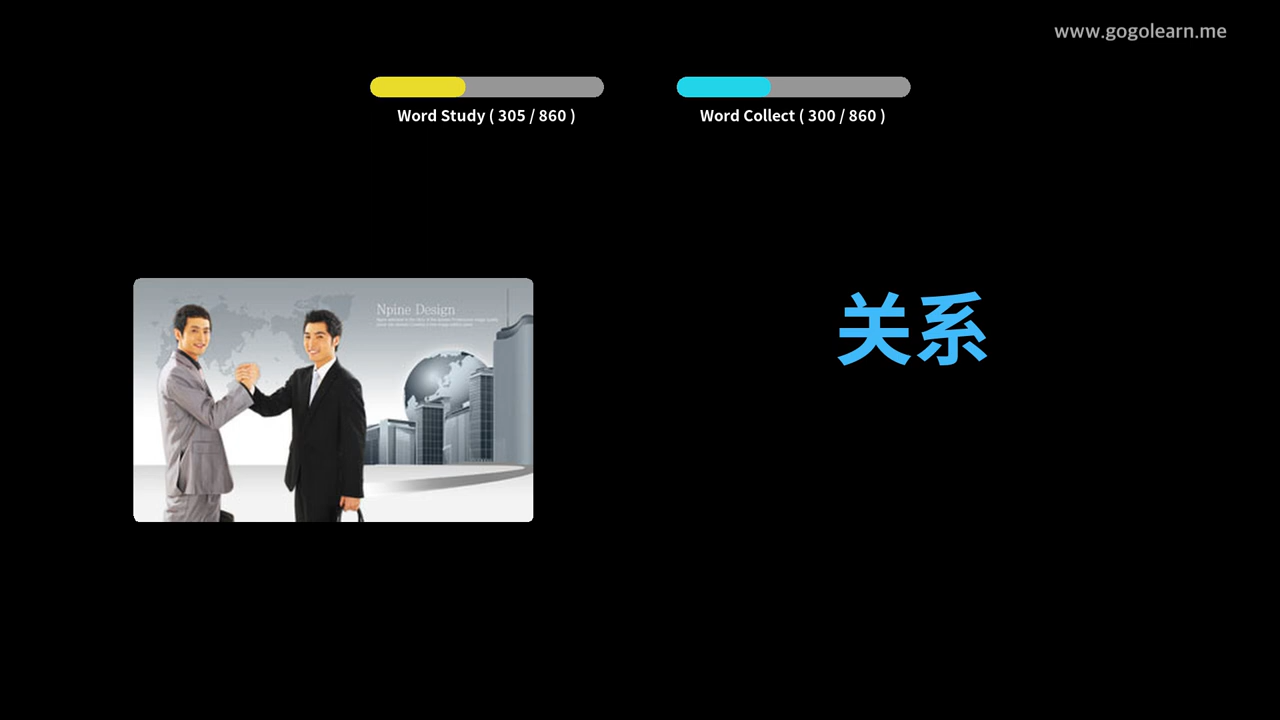 www.gogolearn.me
Word Study ( 305 / 860 )
Word Collect ( 300 / 860 )
Npine Design
关系